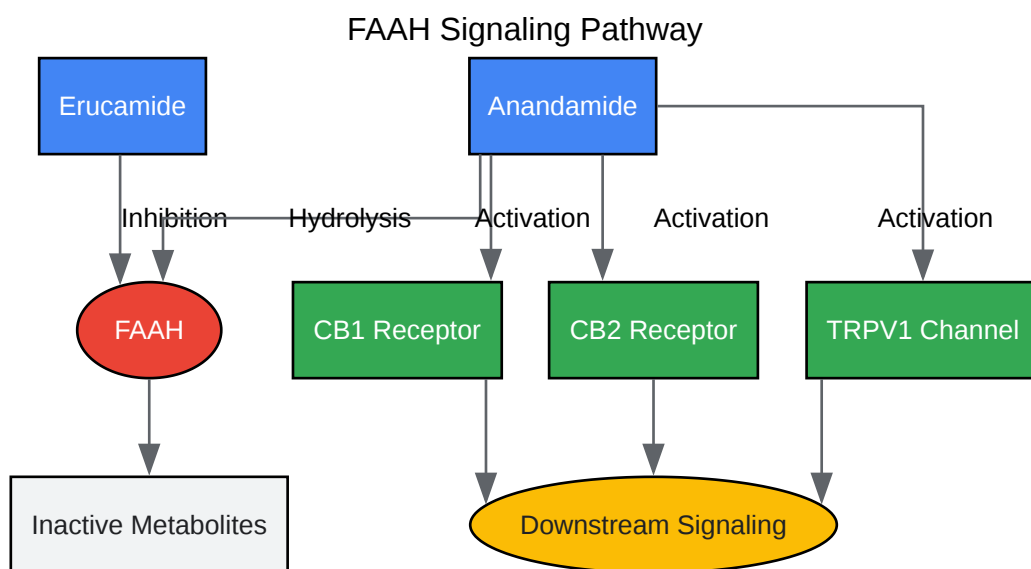 FAAH Signaling Pathway
Erucamide
Anandamide
Inhibition
Hydrolysis
Activation
Activation
Activation
FAAH
CB1 Receptor
CB2 Receptor
TRPV1 Channel
Inactive Metabolites
Downstream Signaling